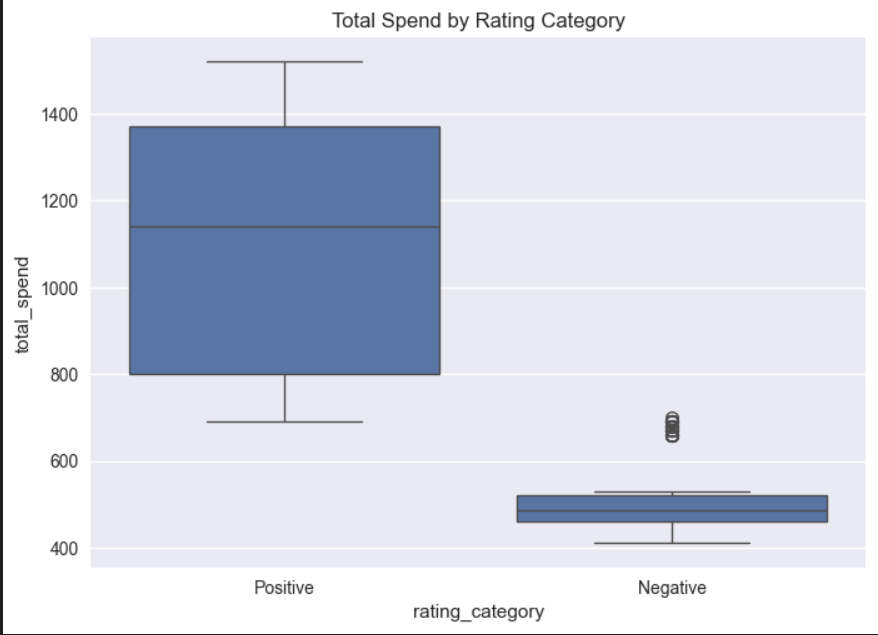 Total Spend by Rating Category
1400
1200
1000
800
600
400
total_spend
Positive
Negative
rating_category